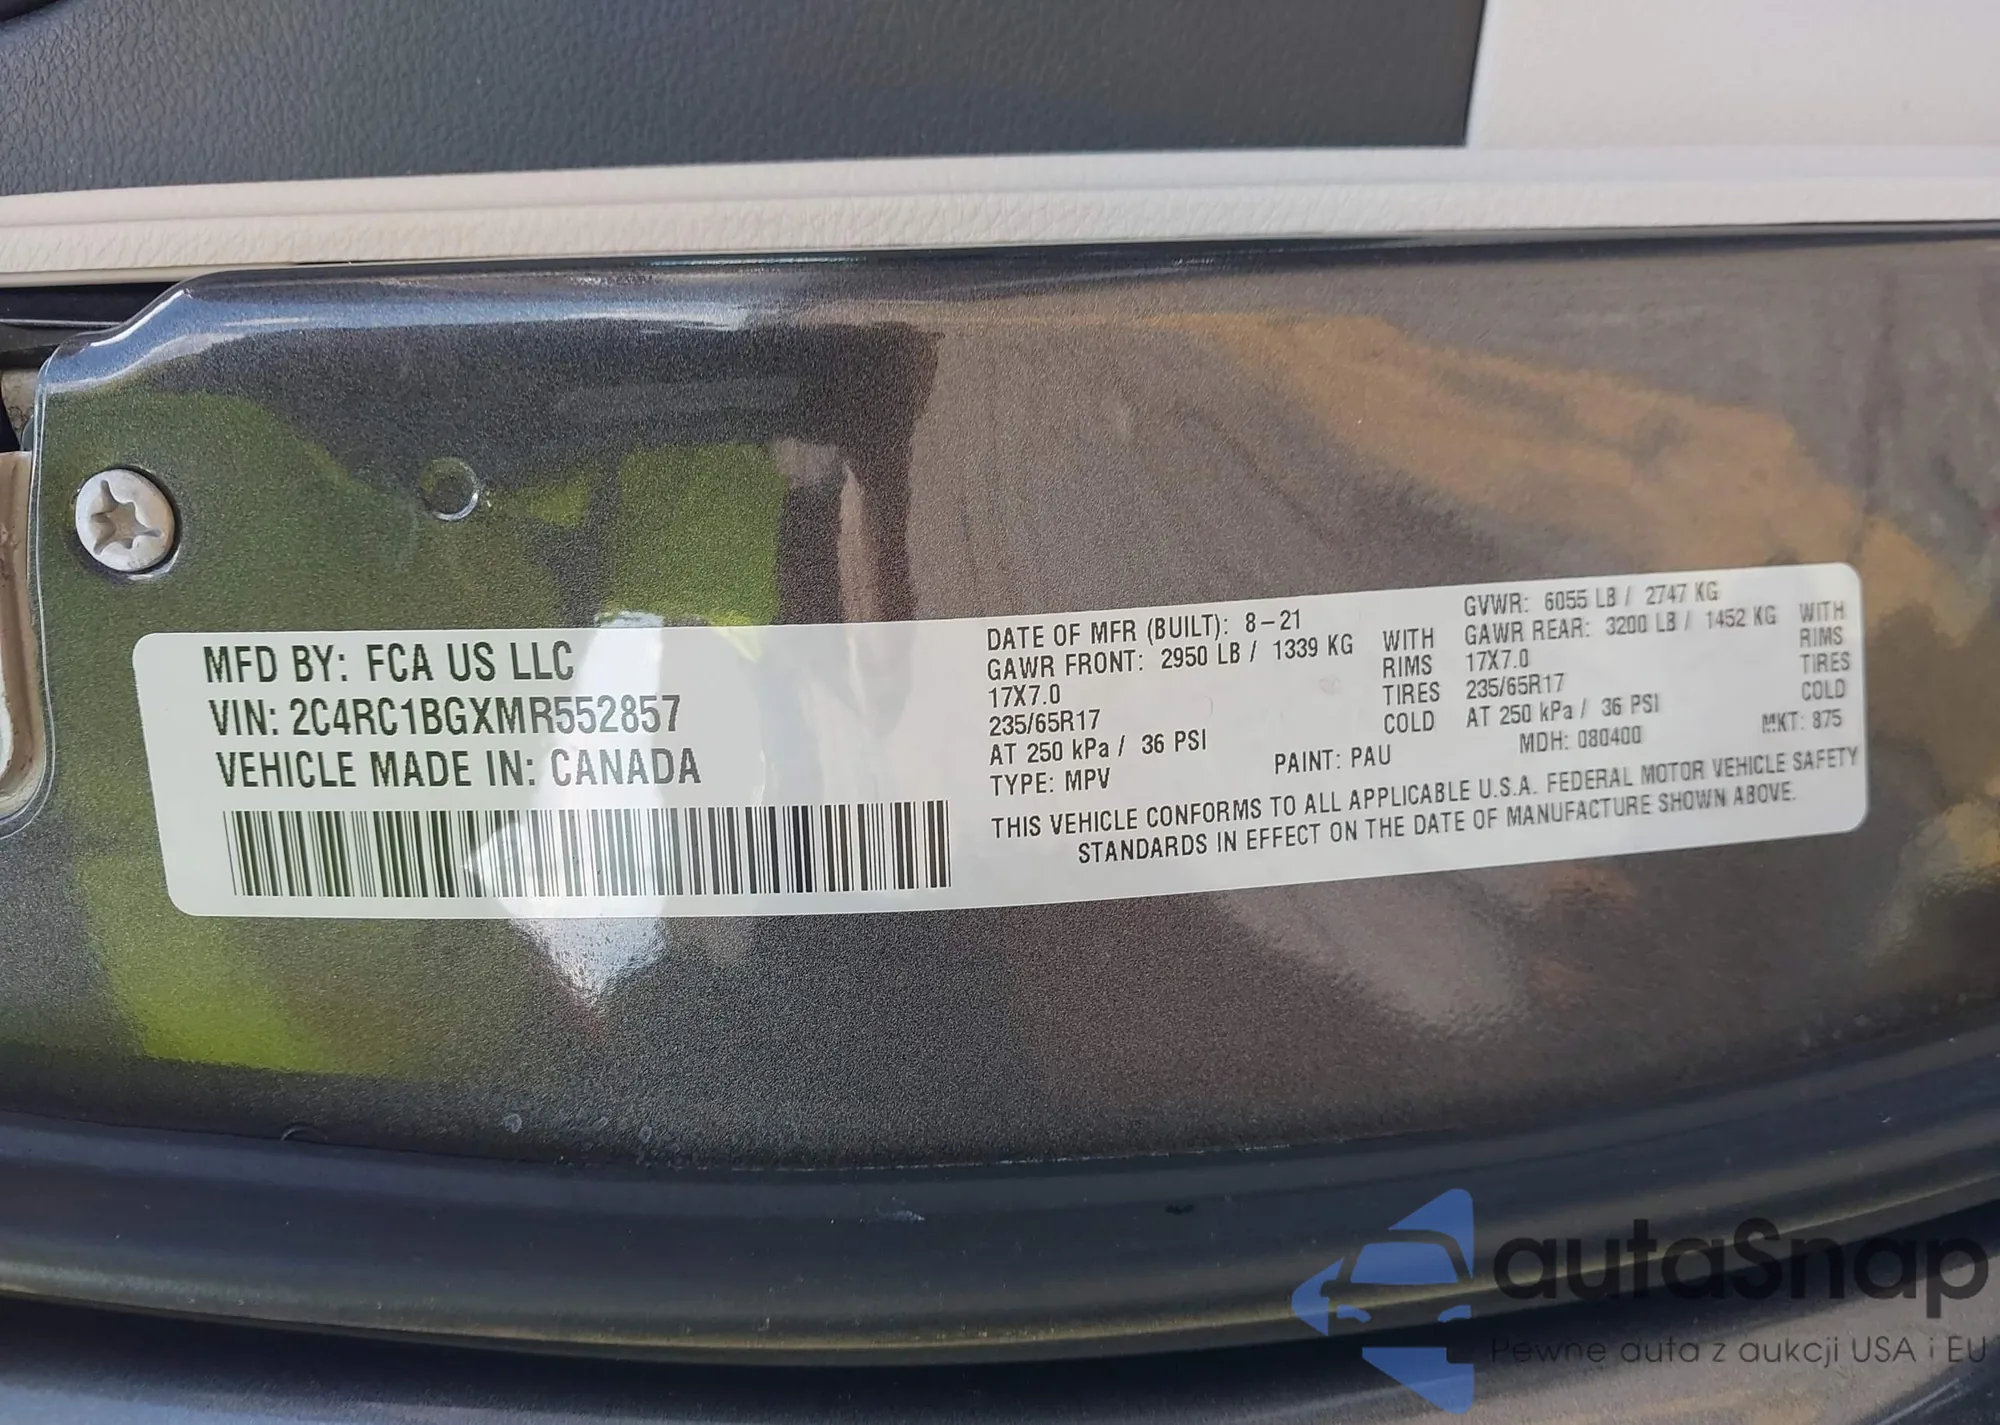 MFD BY: FCA US LLC
VIN: 2C4RC1BGXMR552857
VEHICLE MADE IN: CANADA
DATE OF MFR (BUILT): 8-21
GVWR: 6055 LB / 2747 KG
GAWR FRONT: 2950 LB / 1339 KG WITH
GAWR REAR: 3200 LB / 1452 KG WITH
17X7.0 RIMS
17X7.0 RIMS
235/65R17 TIRES
235/65R17 TIRES
AT 250 kPa / 36 PSI COLD
AT 250 kPa / 36 PSI COLD
TYPE: MPV PAINT: PAU MDH: 080400 MKT: 875
THIS VEHICLE CONFORMS TO ALL APPLICABLE U.S.A. FEDERAL MOTOR VEHICLE SAFETY
STANDARDS IN EFFECT ON THE DATE OF MANUFACTURE SHOWN ABOVE.
autaSnap
Pewne auta z aukcji USA i EU